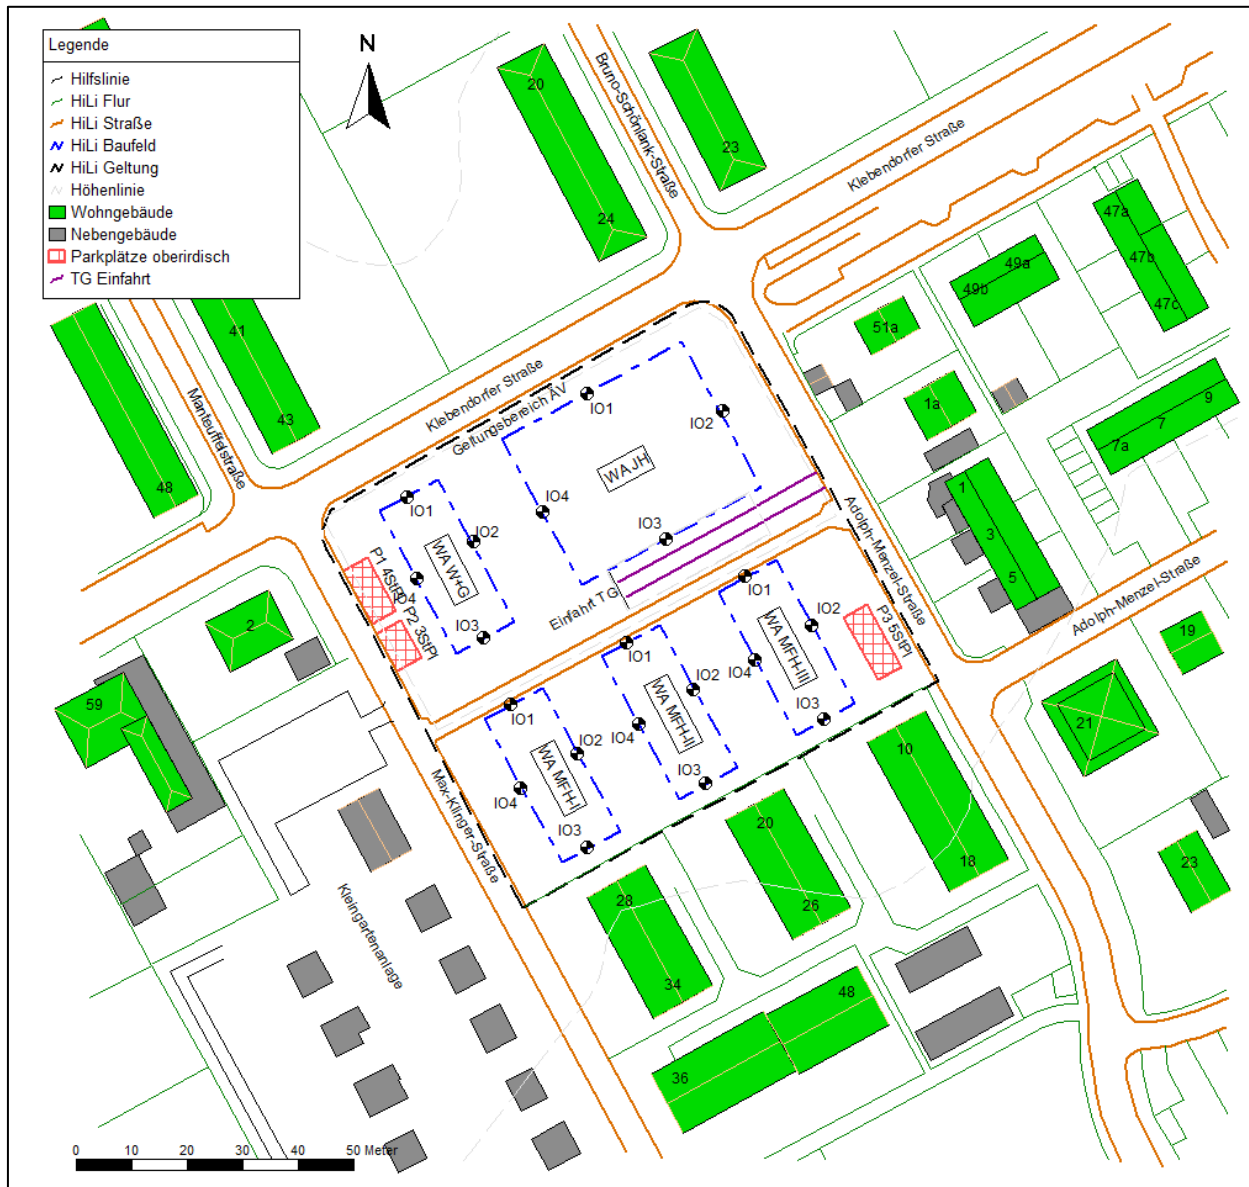 Legende
Hilfslinie
HiLi Flur
HiLi Straße
HiLi Baufeld
HiLi Geltung
Höhenlinie
Wohngebäude
Nebengebäude
Parkplätze oberirdisch
TG Einfahrt
N
20
24
Bruno-Schönlank-Straße
23
Klebendorfer Straße
47a
47b
47c
49a
49b
51a
1a
7a
7
9
1
3
5
41
43
48
Manteuffelstraße
Klebendorfer Straße
Geltungsbereich ÄV
IO1
IO2
WA JH
IO4
IO3
IO1
IO2
WA W+G
IO4
IO3
P1 4StPl
P2 3StPl
Einfahrt TG
Adolph-Menzel-Straße
Adolph-Menzel-Straße
IO1
IO2
WA MFH-III
IO4
IO3
P3 5StPl
IO1
IO2
WA MFH-II
IO4
IO3
IO1
IO2
WA MFH-I
IO4
IO3
2
59
Max-Klinger-Straße
Kleingartenanlage
10
18
20
26
28
34
36
48
19
21
23
0 10 20 30 40 50 Meter